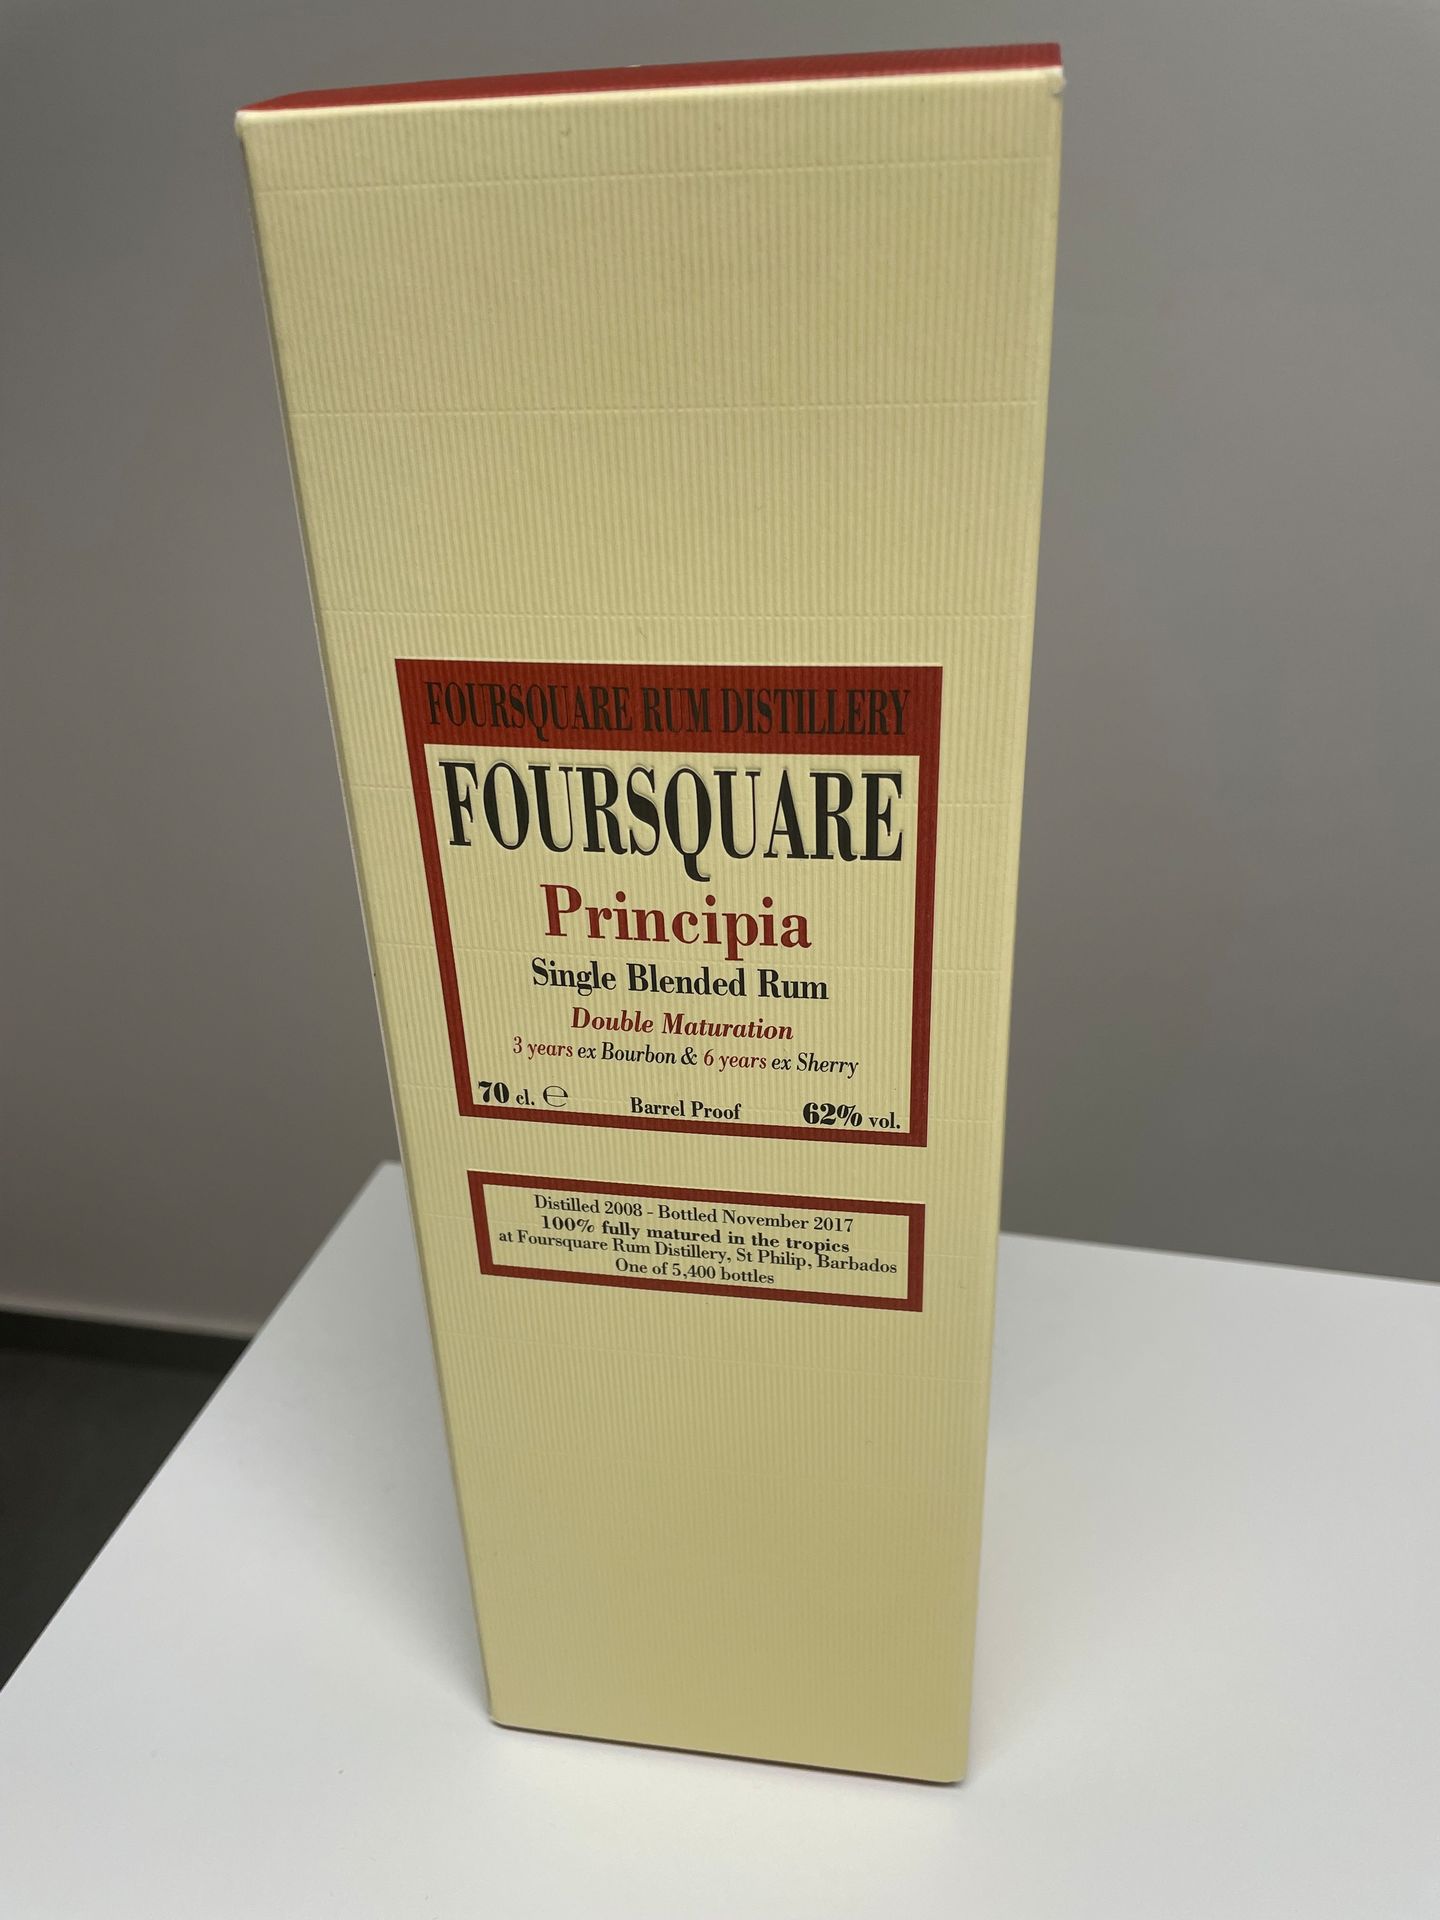 FOURSQUARE RUM DISTILLERY
FOURSQUARE
Principia
Single Blended Rum
Double Maturation
3 years ex Bourbon & 6 years ex Sherry
70 cl. ℮ Barrel Proof 62% vol.
Distilled 2008 - Bottled November 2017
100% fully matured in the tropics
at Foursquare Rum Distillery, St Philip, Barbados
One of 5,400 bottles